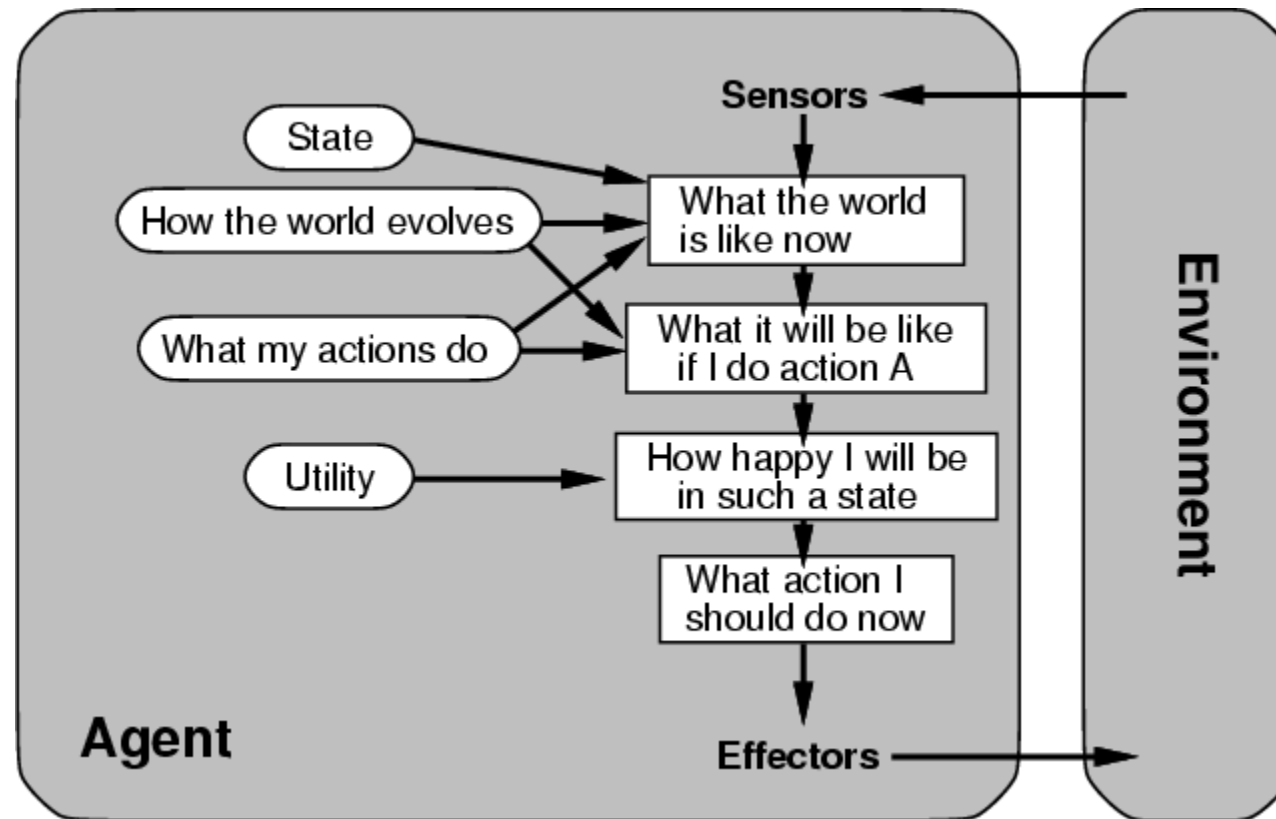 Sensors
State
How the world evolves
What the world
is like now
What my actions do
What it will be like
if I do action A
Utility
How happy I will be
in such a state
What action I
should do now
Agent
Effectors
Environment